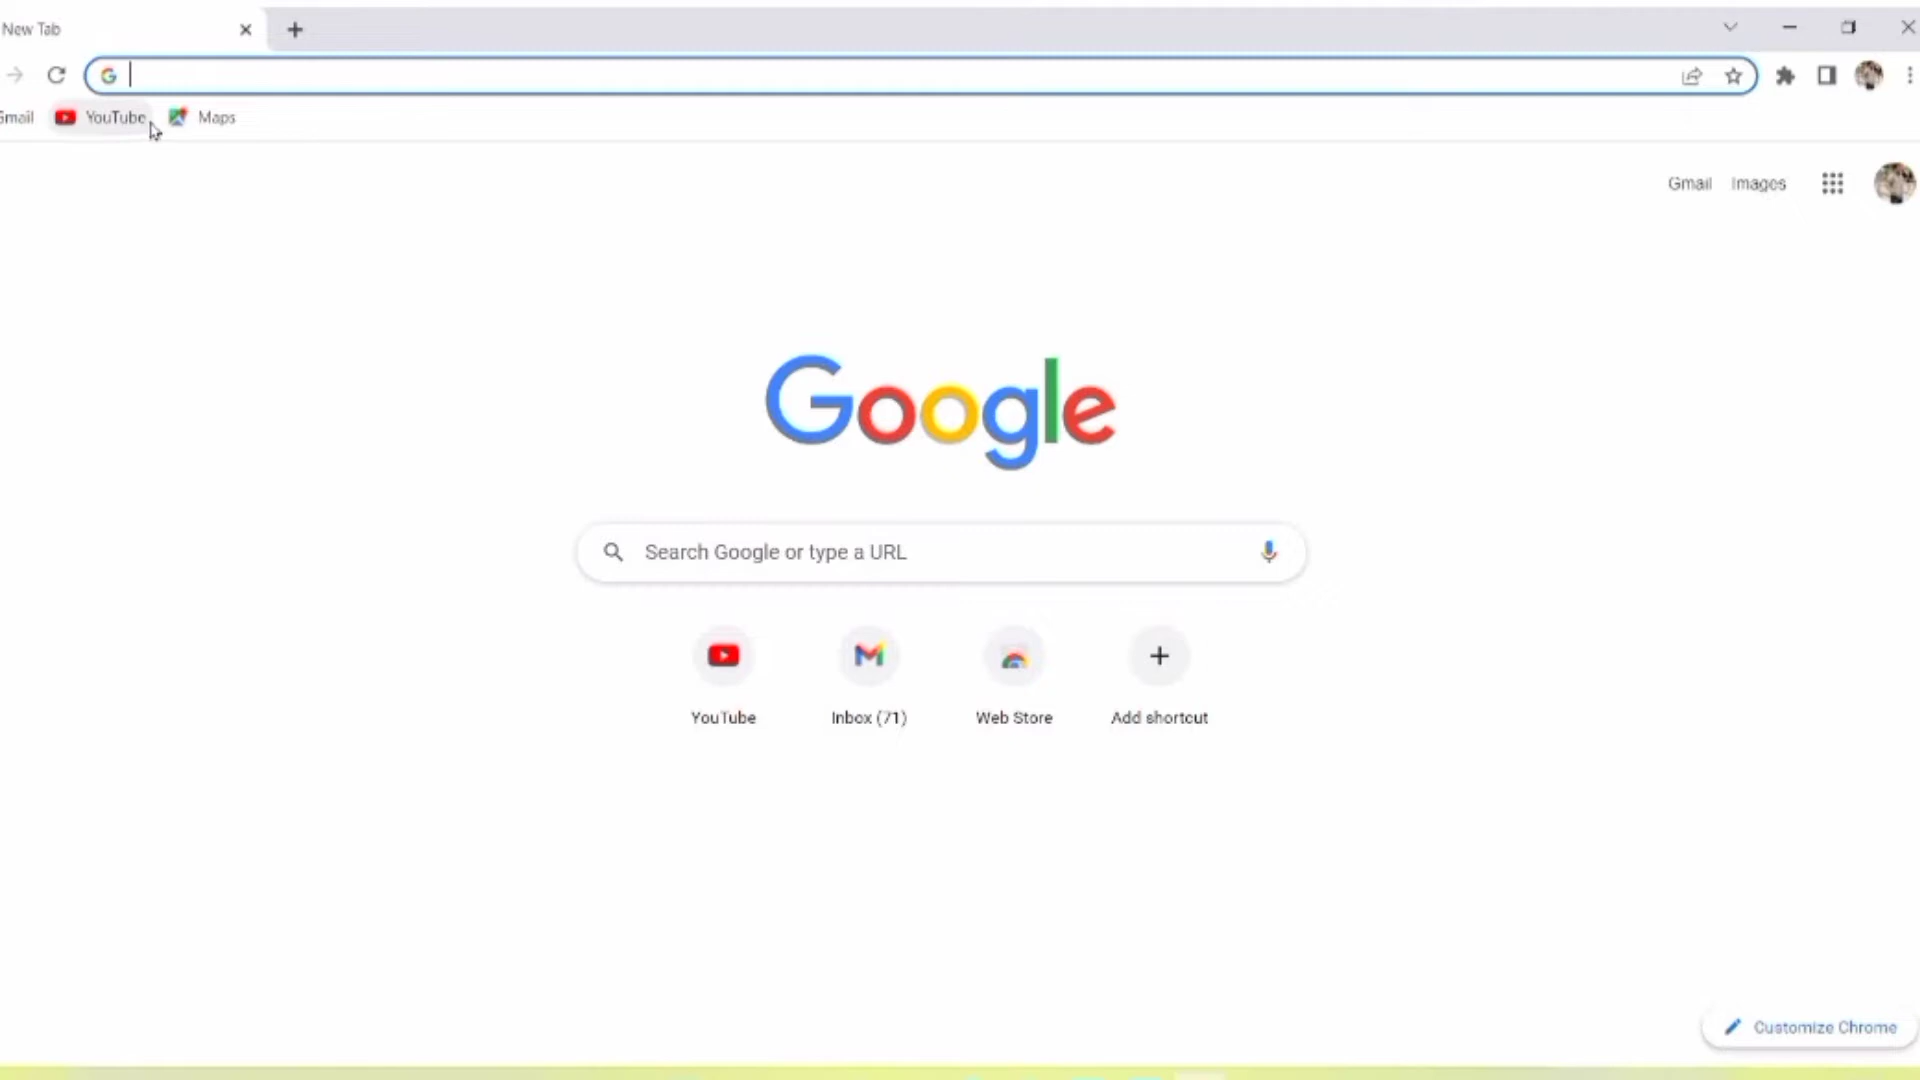 New Tab
Gmail YouTube Maps
Gmail Images
Google
Search Google or type a URL
YouTube Inbox (71) Web Store Add shortcut
Customize Chrome